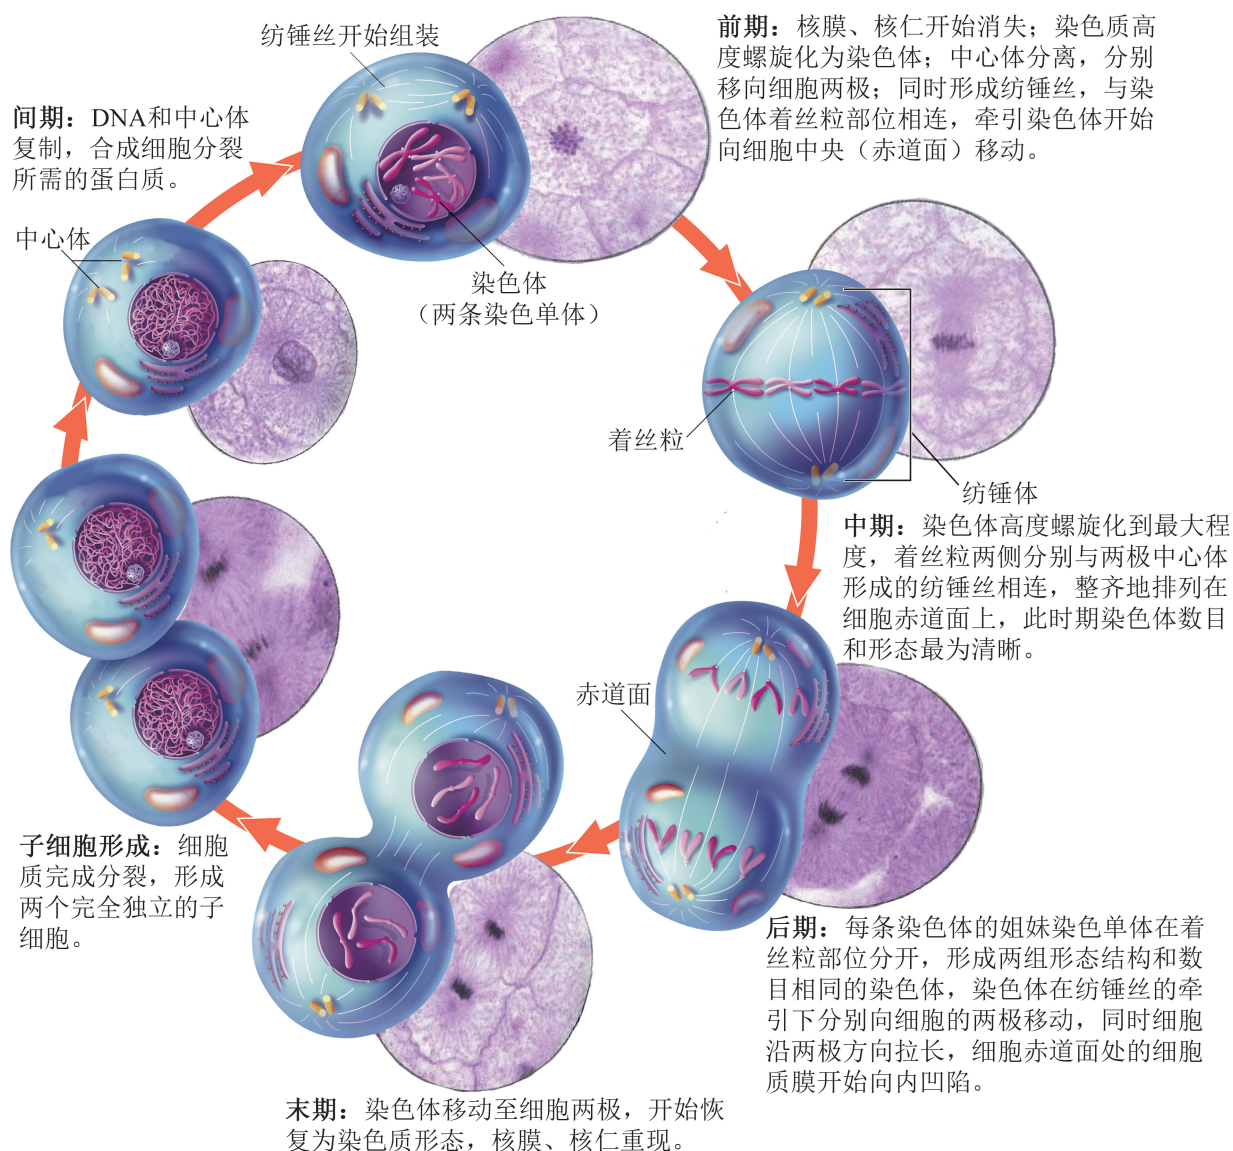 纺锤丝开始组装
前期：核膜、核仁开始消失；染色质高
度螺旋化为染色体；中心体分离，分别
移向细胞两极；同时形成纺锤丝，与染
色体着丝粒部位相连，牵引染色体开始
向细胞中央（赤道面）移动。
间期：DNA和中心体
复制，合成细胞分裂
所需的蛋白质。
中心体
染色体
（两条染色单体）
着丝粒
纺锤体
中期：染色体高度螺旋化到最大程
度，着丝粒两侧分别与两极中心体
形成的纺锤丝相连，整齐地排列在
细胞赤道面上，此时期染色体数目
和形态最为清晰。
赤道面
子细胞形成：细胞
质完成分裂，形成
两个完全独立的子
细胞。
后期：每条染色体的姐妹染色单体在着
丝粒部位分开，形成两组形态结构和数
目相同的染色体，染色体在纺锤丝的牵
引下分别向细胞的两极移动，同时细胞
沿两极方向拉长，细胞赤道面处的细胞
质膜开始向内凹陷。
末期：染色体移动至细胞两极，开始恢
复为染色质形态，核膜、核仁重现。